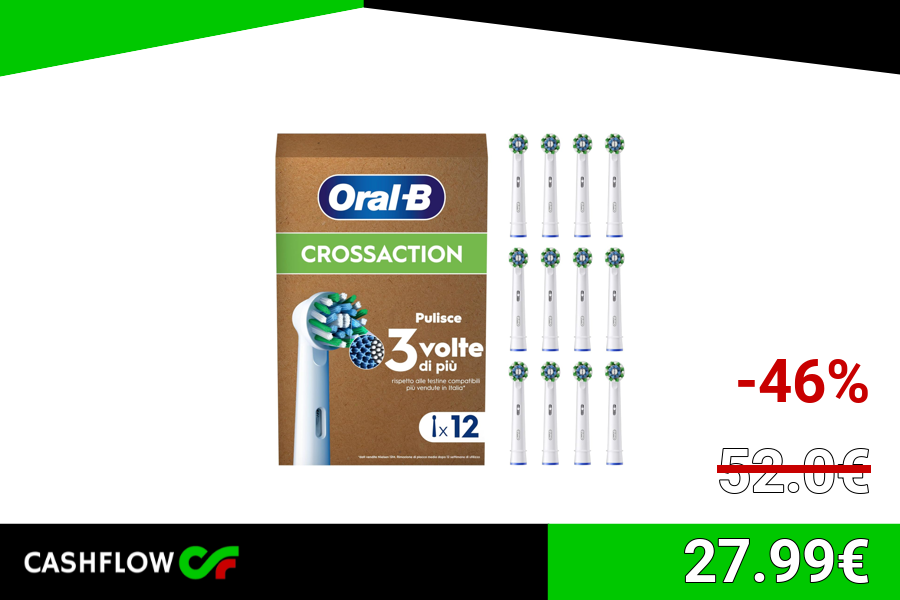 Oral-B
CROSSACTION
Pulisce
3 volte
di più
rispetto alle testine compatibili
più vendute in Italia*
x 12
-46%
52.0€
CASHFLOW
27.99€